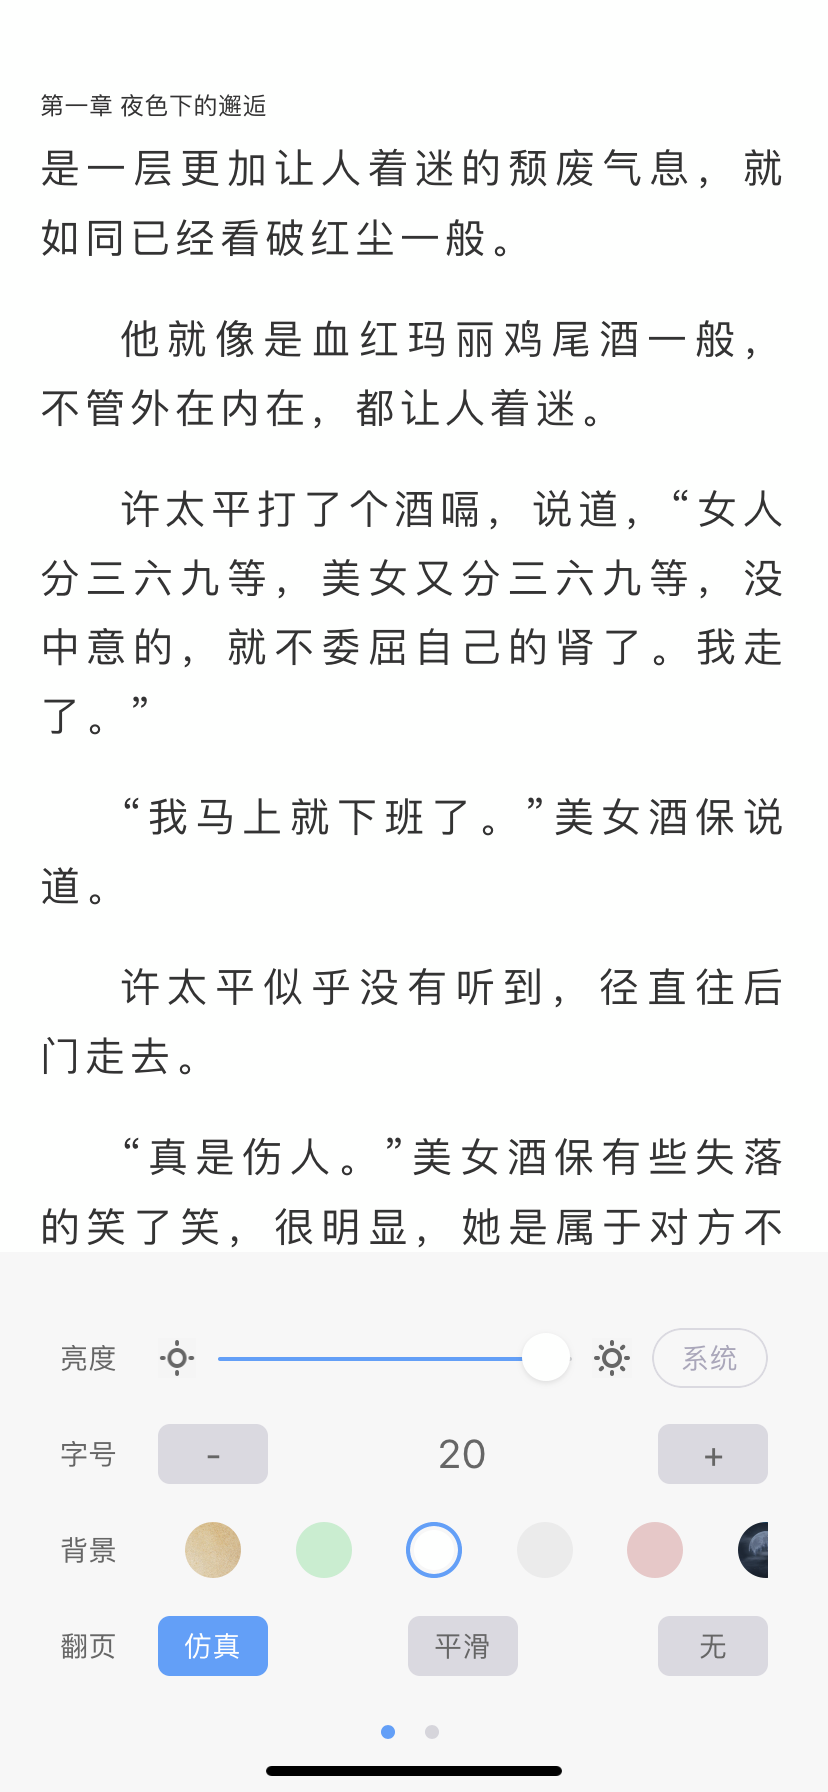 第一章 夜色下的邂逅
是一层更加让人着迷的颓废气息，就
如同已经看破红尘一般。
他就像是血红玛丽鸡尾酒一般，
不管外在内在，都让人着迷。
许太平打了个酒嗝，说道，“女人
分三六九等，美女又分三六九等，没
中意的，就不委屈自己的肾了。我走
了。”
“我马上就下班了。”美女酒保说
道。
许太平似乎没有听到，径直往后
门走去。
“真是伤人。”美女酒保有些失落
的笑了笑，很明显，她是属于对方不
亮度 系统
字号 - 20 +
背景
翻页 仿真 平滑 无